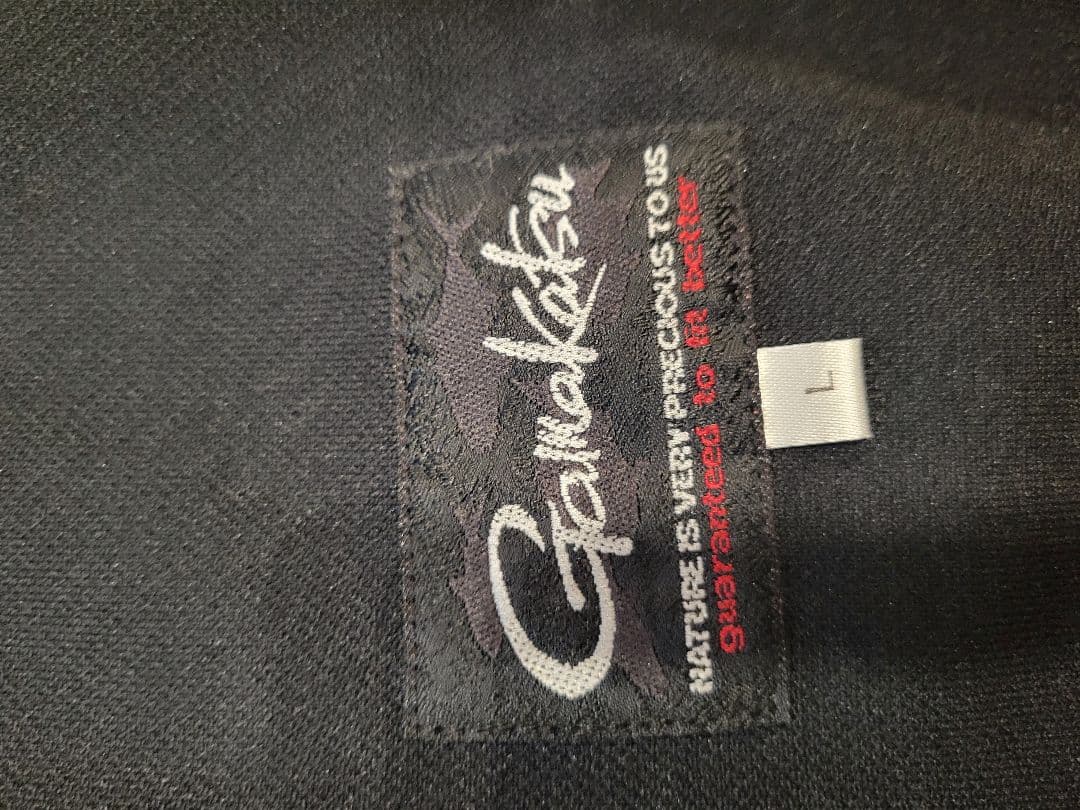 Gamakatsu
NATURE IS VERY PRECIOUS TO US
guaranteed to fit better
L